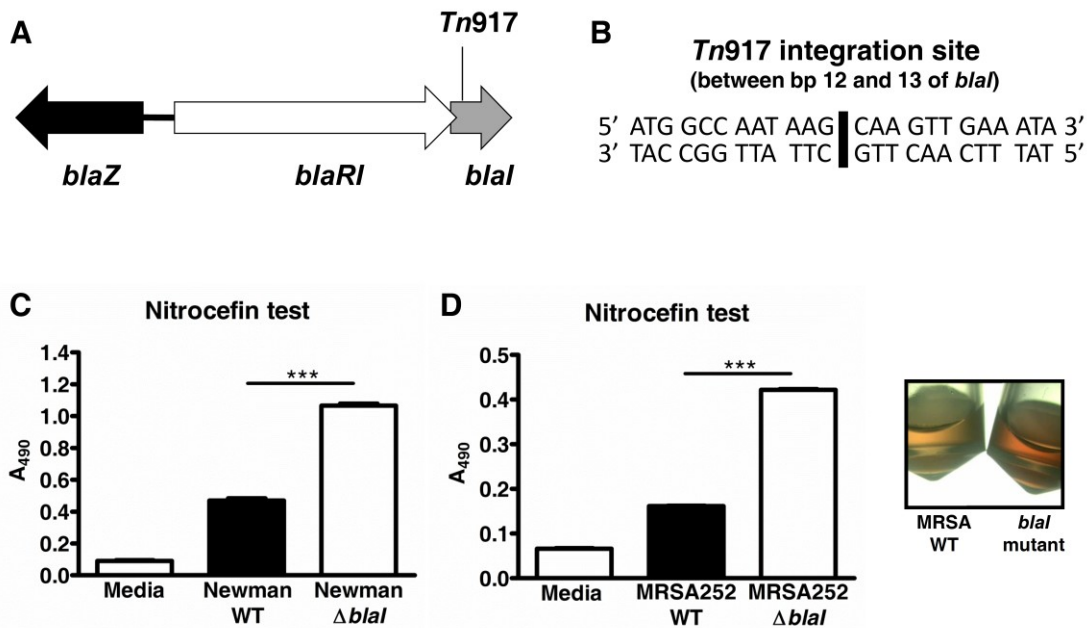 A
Tn917
blaZ
blaRI
blaI
B
Tn917 integration site
(between bp 12 and 13 of blaI)
5’ ATG GCC AAT AAG CAA GTT GAA ATA 3’
3’ TAC CGG TTA TTC GTT CAA CTT TAT 5’
C
Nitrocefin test
***
A490
1.4
1.2
1.0
0.8
0.6
0.4
0.2
0.0
Media
Newman
WT
Newman
ΔblaI
D
Nitrocefin test
***
A490
0.5
0.4
0.3
0.2
0.1
0.0
Media
MRSA252
WT
MRSA252
ΔblaI
MRSA
WT
blaI
mutant